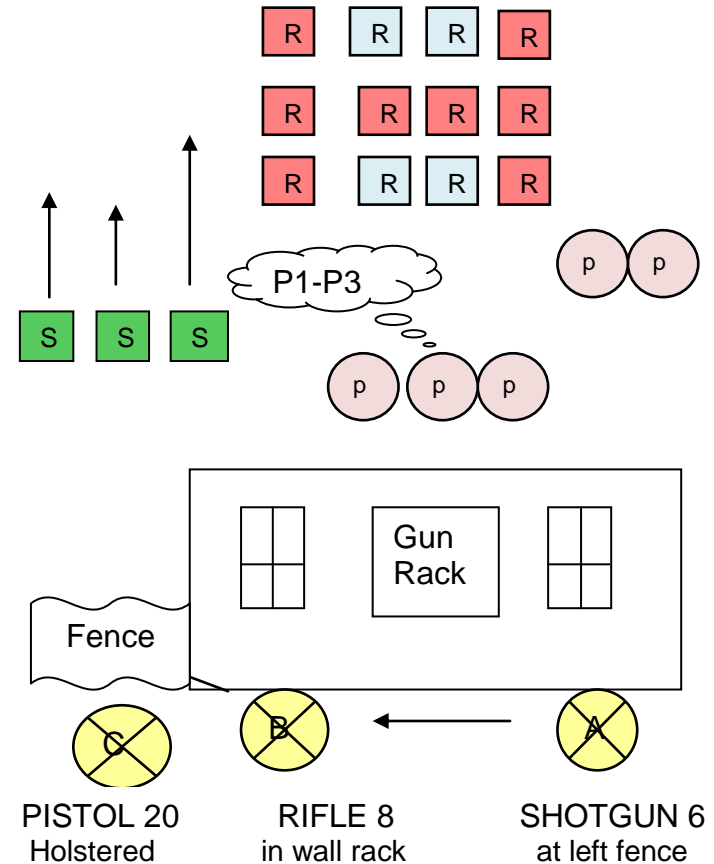 R R R R
R R R R
R R R R
P1-P3
p p
S S S
p p p
Gun
Rack
Fence
C B A
PISTOL 20 RIFLE 8 SHOTGUN 6
Holstered in wall rack at left fence